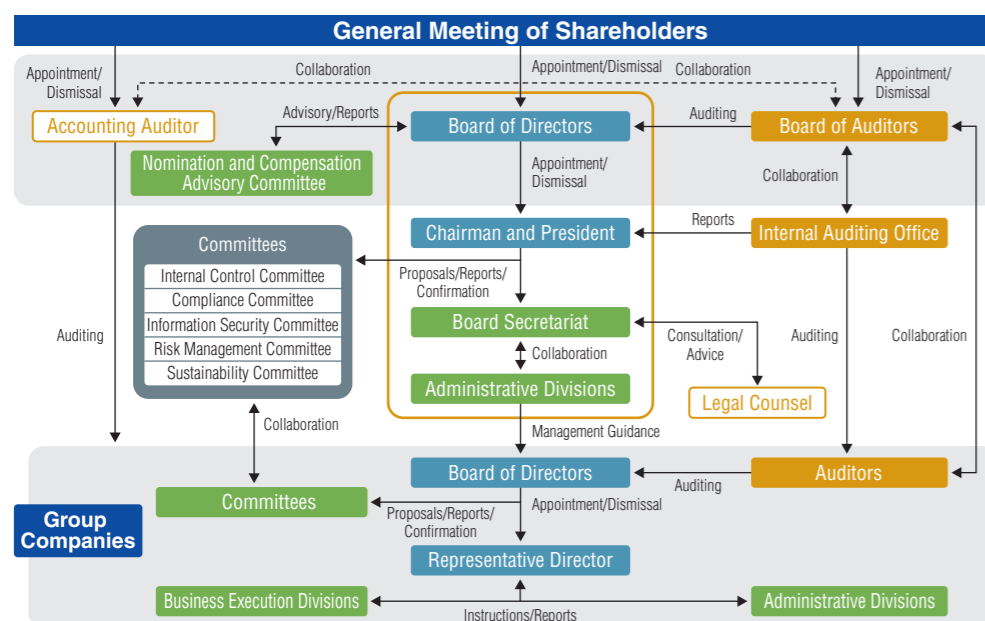 General Meeting of Shareholders
Appointment/
Dismissal
Collaboration
Appointment/Dismissal
Collaboration
Appointment/
Dismissal
Accounting Auditor
Advisory/Reports
Board of Directors
Auditing
Board of Auditors
Nomination and Compensation
Advisory Committee
Appointment/
Dismissal
Collaboration
Chairman and President
Reports
Internal Auditing Office
Committees
Internal Control Committee
Compliance Committee
Information Security Committee
Risk Management Committee
Sustainability Committee
Proposals/Reports/
Confirmation
Board Secretariat
Consultation/
Advice
Auditing
Auditing
Collaboration
Collaboration
Administrative Divisions
Legal Counsel
Collaboration
Management Guidance
Board of Directors
Auditing
Auditors
Committees
Proposals/Reports/
Confirmation
Appointment/Dismissal
Group
Companies
Representative Director
Business Execution Divisions
Instructions/Reports
Administrative Divisions